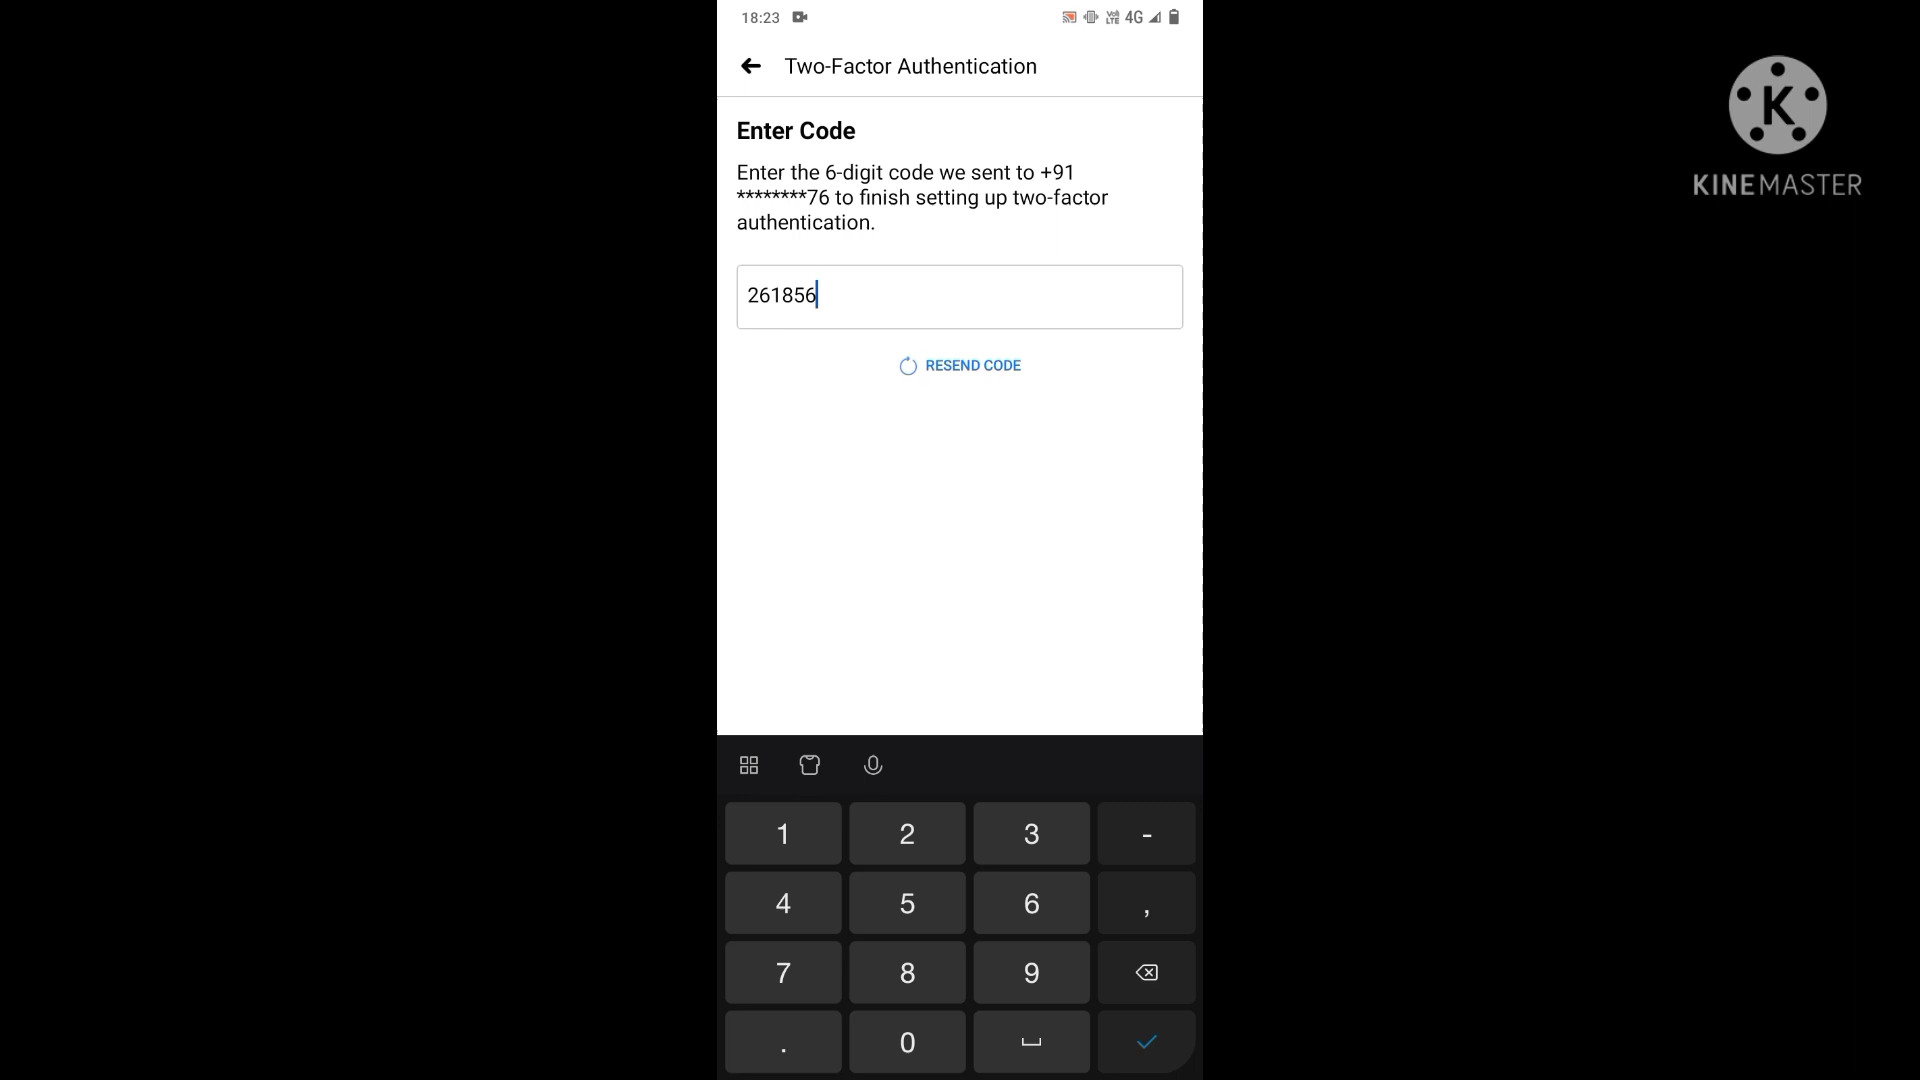 18:23
Vo)) LTE 4G
Two-Factor Authentication
Enter Code
Enter the 6-digit code we sent to +91
********76 to finish setting up two-factor
authentication.
261856
RESEND CODE
1 2 3 -
4 5 6 ,
7 8 9
. 0
K
KINEMASTER